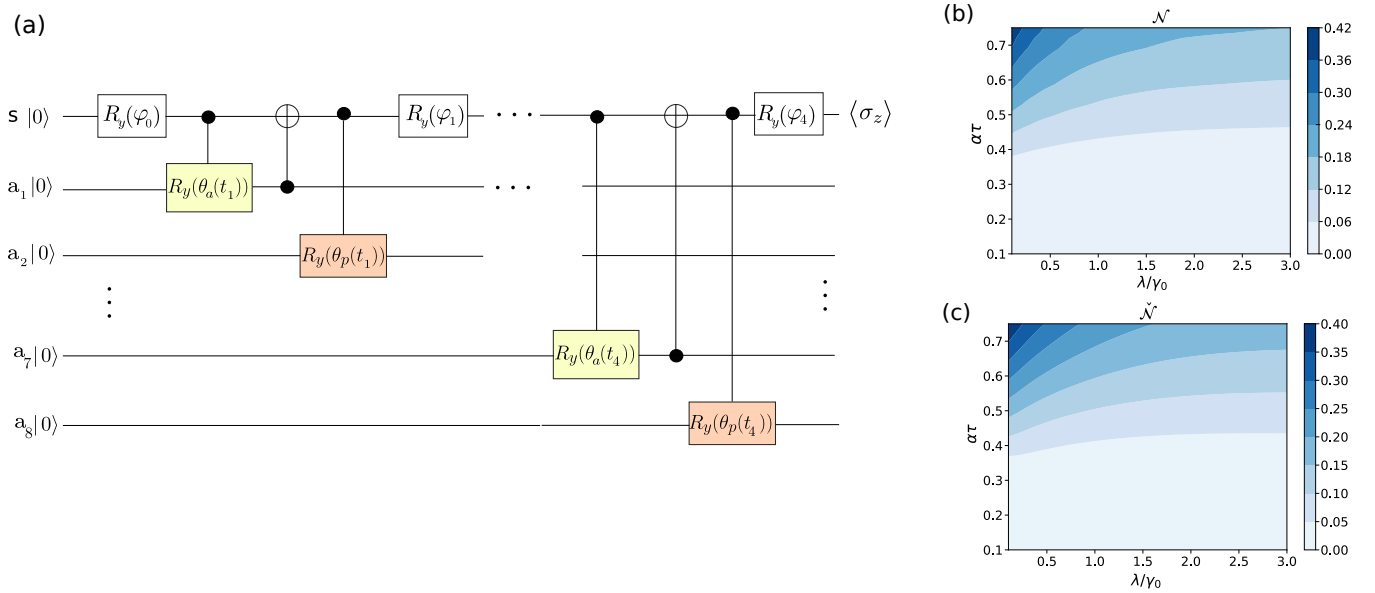 (a)
s |0⟩ R_y(φ_0) R_y(φ_1) ··· R_y(φ_4) ⟨σ_z⟩
a_1|0⟩ R_y(θ_a(t_1)) ···
a_2|0⟩ R_y(θ_p(t_1))
⋮ ⋮
a_7|0⟩ R_y(θ_a(t_4))
a_8|0⟩ R_y(θ_p(t_4))
(b)
𝒩
ατ
0.7
0.6
0.5
0.4
0.3
0.2
0.1
0.5 1.0 1.5 2.0 2.5 3.0
λ/γ_0
0.42
0.36
0.30
0.24
0.18
0.12
0.06
0.00
(c)
𝒩̌
ατ
0.7
0.6
0.5
0.4
0.3
0.2
0.1
0.5 1.0 1.5 2.0 2.5 3.0
λ/γ_0
0.40
0.35
0.30
0.25
0.20
0.15
0.10
0.05
0.00